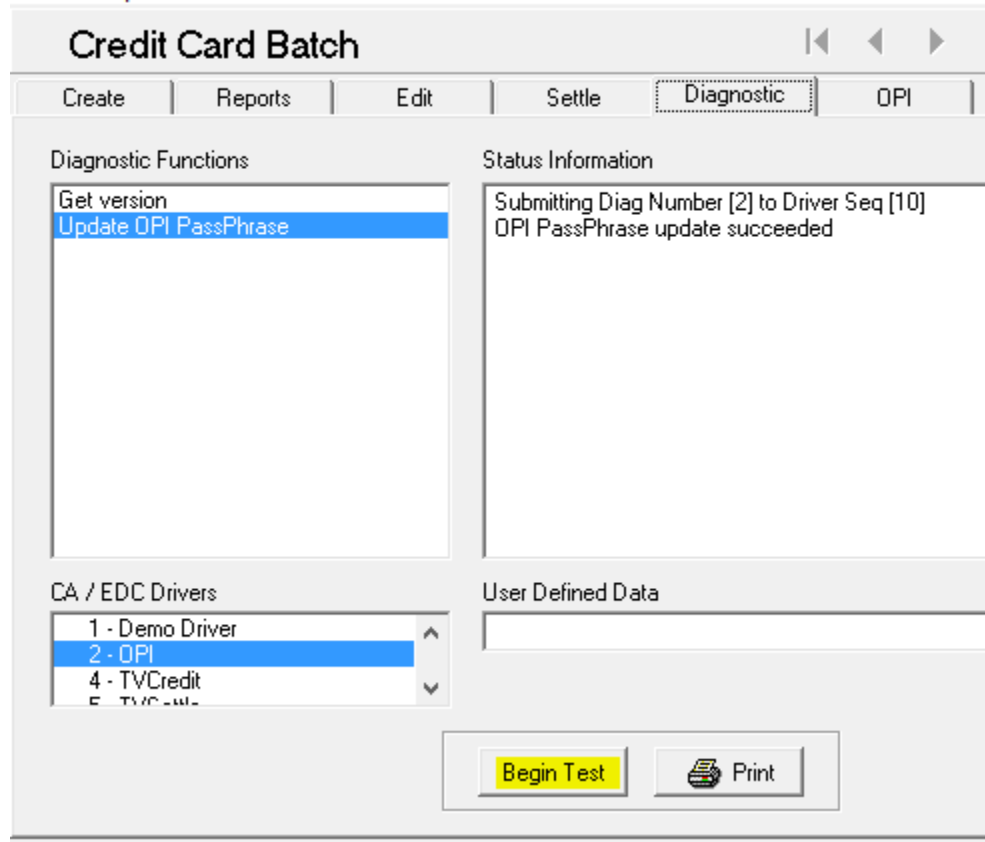 Credit Card Batch
Create Reports Edit Settle Diagnostic OPI
Diagnostic Functions
Get version
Update OPI PassPhrase
Status Information
Submitting Diag Number [2] to Driver Seq [10]
OPI PassPhrase update succeeded
CA / EDC Drivers
1 - Demo Driver
2 - OPI
4 - TVCredit
User Defined Data
Begin Test Print